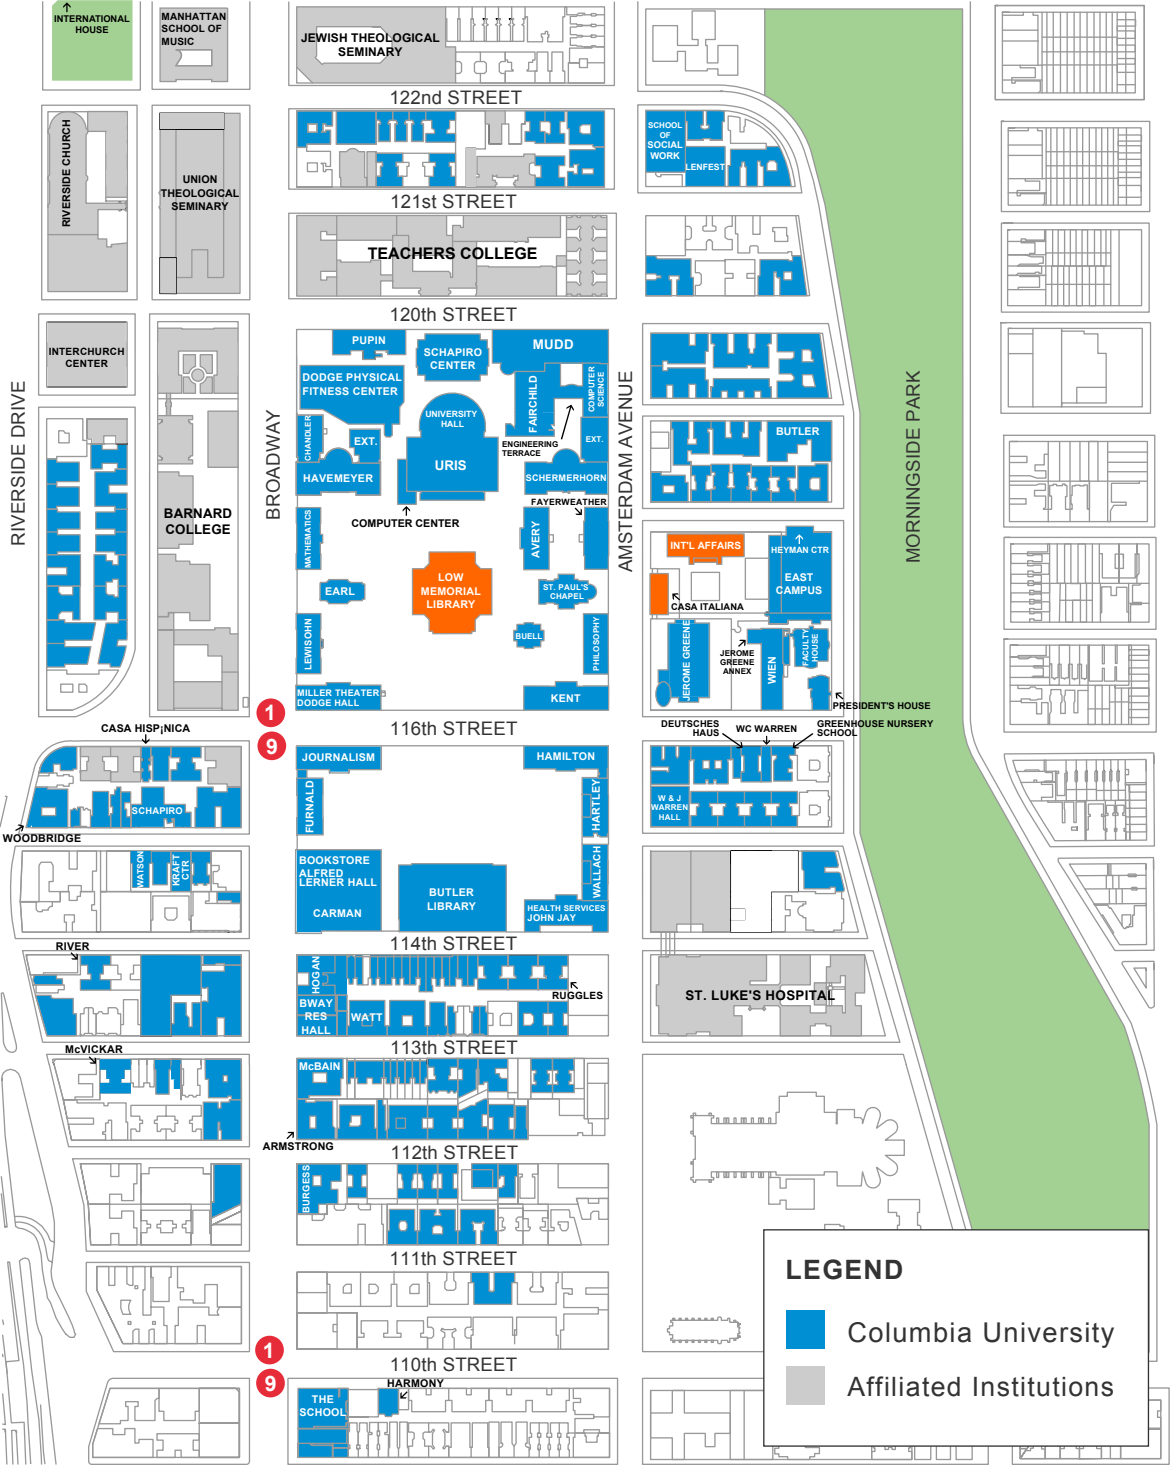 INTERNATIONAL
HOUSE
MANHATTAN
SCHOOL OF
MUSIC
JEWISH THEOLOGICAL
SEMINARY
122nd STREET
RIVERSIDE CHURCH
UNION
THEOLOGICAL
SEMINARY
SCHOOL
OF
SOCIAL
WORK
LENFEST
121st STREET
TEACHERS COLLEGE
120th STREET
INTERCHURCH
CENTER
RIVERSIDE DRIVE
BARNARD
COLLEGE
BROADWAY
PUPIN
SCHAPIRO
CENTER
MUDD
DODGE PHYSICAL
FITNESS CENTER
FAIRCHILD
COMPUTER
SCIENCE
UNIVERSITY
HALL
CHANDLER
EXT.
ENGINEERING
TERRACE
EXT.
URIS
HAVEMEYER
SCHERMERHORN
COMPUTER CENTER
FAYERWEATHER
MATHEMATICS
AVERY
LOW
MEMORIAL
LIBRARY
EARL
ST. PAUL'S
CHAPEL
LEWISOHN
BUELL
PHILOSOPHY
MILLER THEATER
DODGE HALL
KENT
AMSTERDAM AVENUE
MORNINGSIDE PARK
BUTLER
INT'L AFFAIRS
HEYMAN CTR
EAST
CAMPUS
CASA ITALIANA
JEROME GREENE
JEROME
GREENE
ANNEX
WIEN
FACULTY
HOUSE
PRESIDENT'S HOUSE
1
116th STREET
9
CASA HISP¡NICA
DEUTSCHES
HAUS
WC WARREN
GREENHOUSE NURSERY
SCHOOL
SCHAPIRO
WOODBRIDGE
JOURNALISM
HAMILTON
FURNALD
HARTLEY
W & J
WARREN
HALL
WATSON
KRAFT
CTR
BOOKSTORE
ALFRED
LERNER HALL
CARMAN
BUTLER
LIBRARY
WALLACH
HEALTH SERVICES
JOHN JAY
114th STREET
RIVER
HOGAN
BWAY
RES
HALL
WATT
RUGGLES
ST. LUKE'S HOSPITAL
113th STREET
McVICKAR
McBAIN
ARMSTRONG
112th STREET
BURGESS
111th STREET
1
110th STREET
9
HARMONY
THE
SCHOOL
LEGEND
Columbia University
Affiliated Institutions